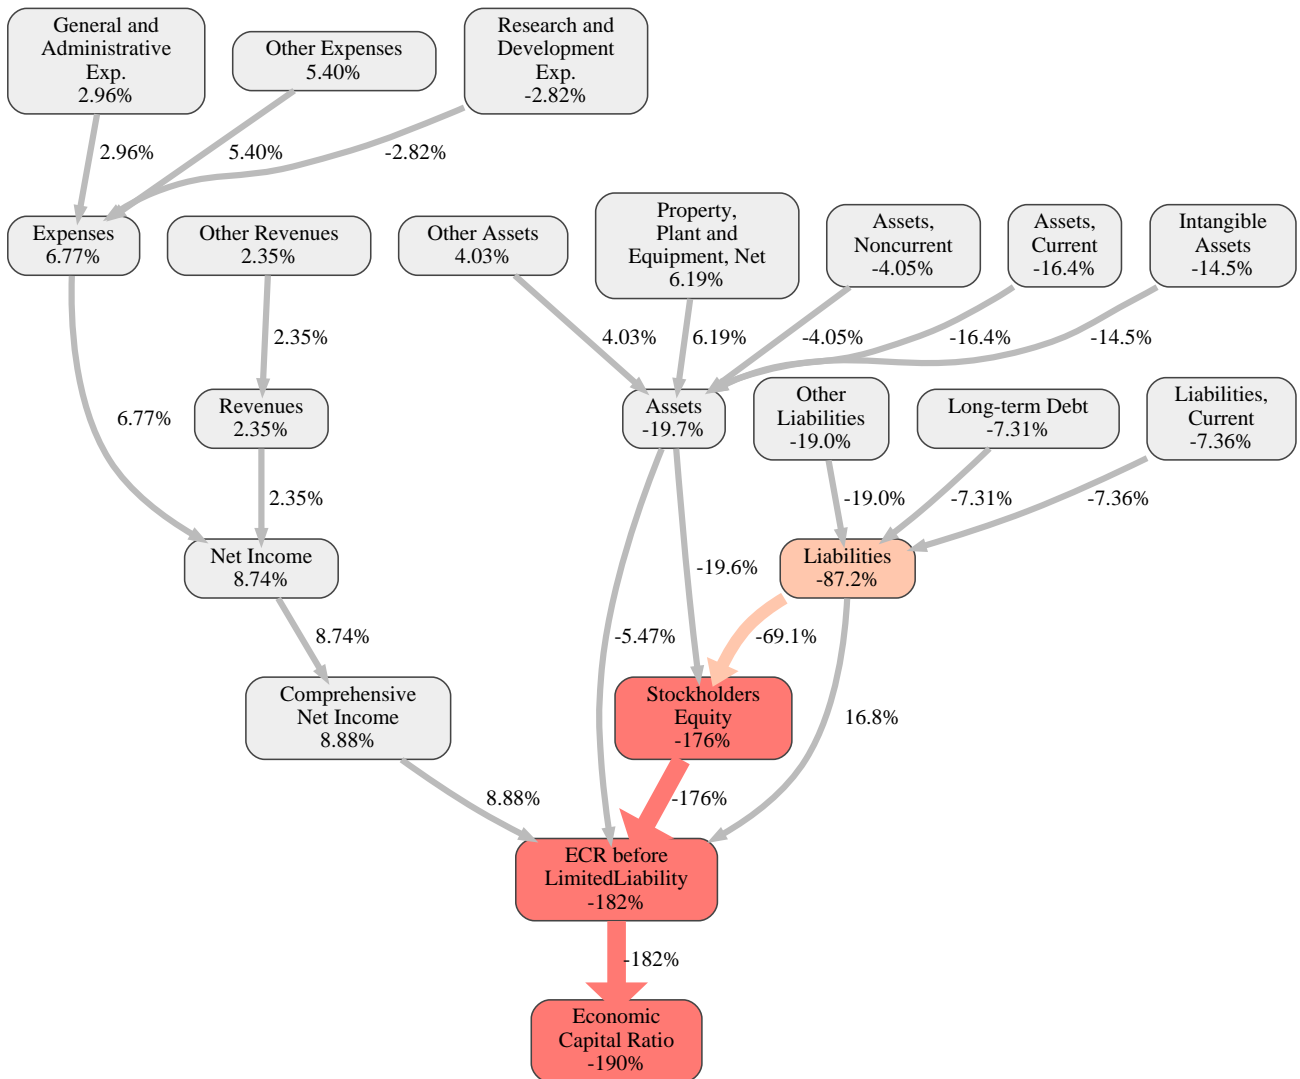 General and
Administrative
Exp.
2.96%
Other Expenses
5.40%
Research and
Development
Exp.
-2.82%
2.96%
5.40%
-2.82%
Expenses
6.77%
Other Revenues
2.35%
Other Assets
4.03%
Property,
Plant and
Equipment, Net
6.19%
Assets,
Noncurrent
-4.05%
Assets,
Current
-16.4%
Intangible
Assets
-14.5%
2.35%
4.03%
6.19%
-4.05%
-16.4%
-14.5%
6.77%
Revenues
2.35%
Assets
-19.7%
Other
Liabilities
-19.0%
Long-term Debt
-7.31%
Liabilities,
Current
-7.36%
2.35%
-19.0%
-7.31%
-7.36%
Net Income
8.74%
-19.6%
Liabilities
-87.2%
8.74%
-5.47%
-69.1%
Comprehensive
Net Income
8.88%
Stockholders
Equity
-176%
16.8%
8.88%
-176%
ECR before
LimitedLiability
-182%
-182%
Economic
Capital Ratio
-190%